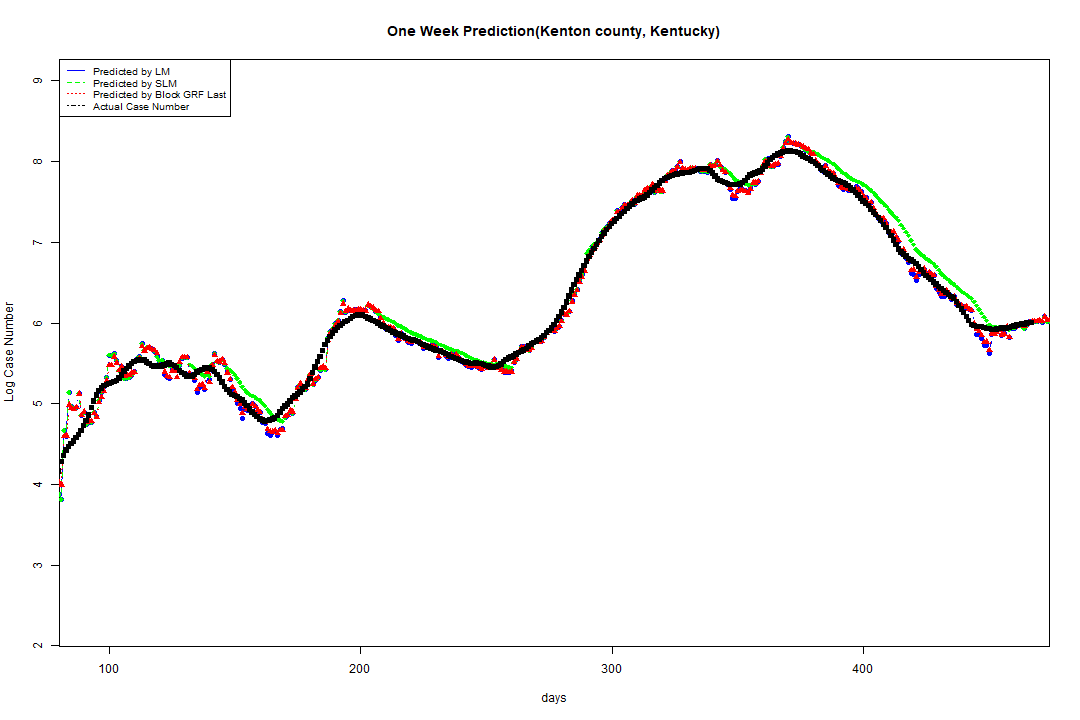 One Week Prediction(Kenton county, Kentucky)
Predicted by LM
Predicted by SLM
Predicted by Block GRF Last
Actual Case Number
9
8
7
6
5
4
3
2
Log Case Number
100 200 300 400
days